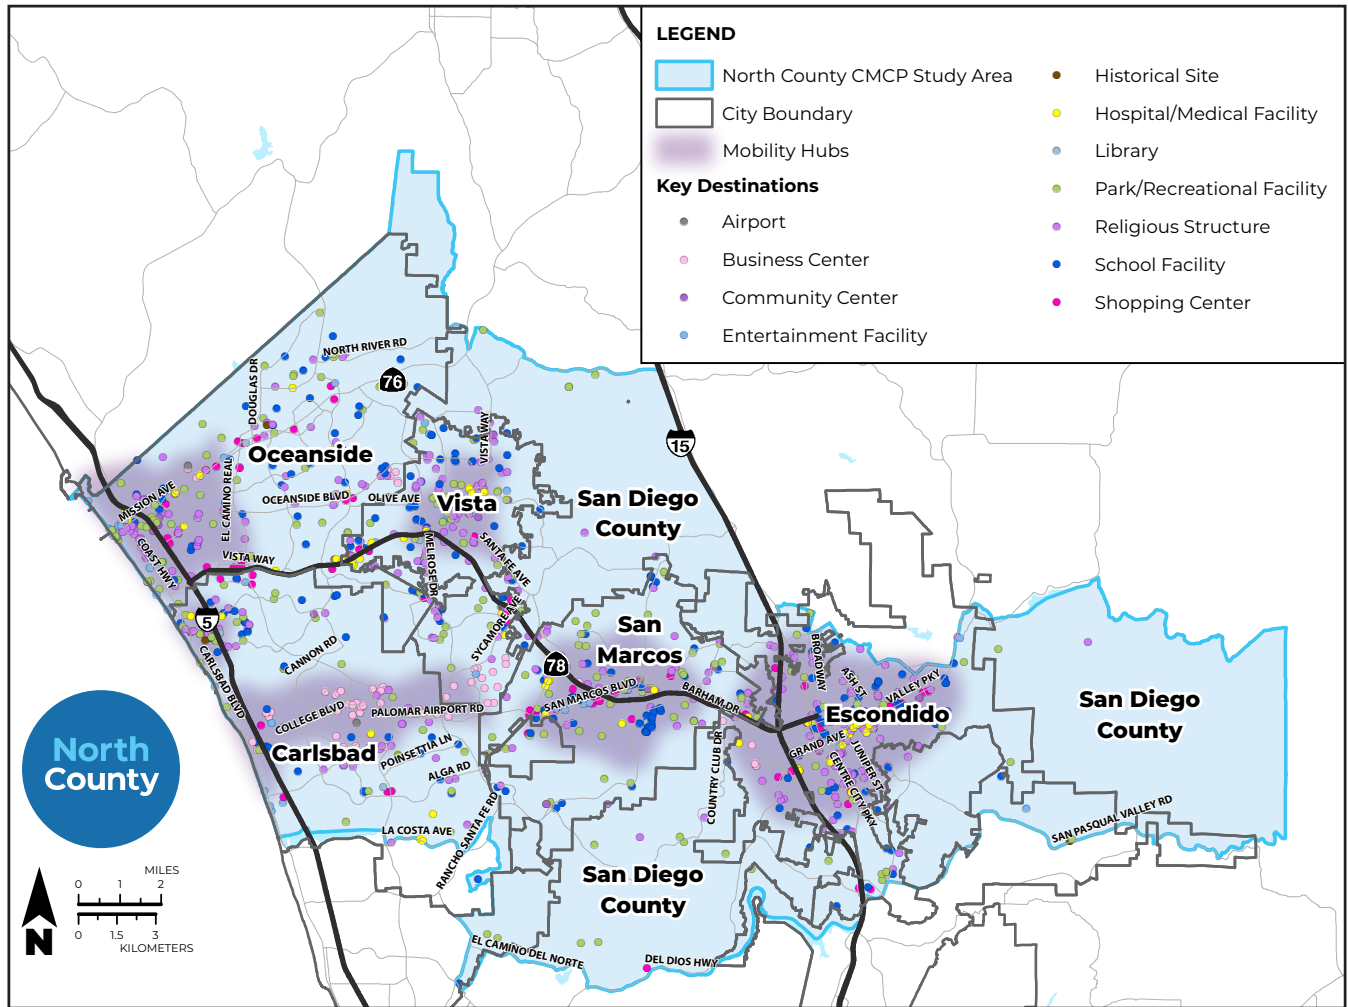 LEGEND
North County CMCP Study Area
City Boundary
Mobility Hubs
Key Destinations
Airport
Business Center
Community Center
Entertainment Facility
Historical Site
Hospital/Medical Facility
Library
Park/Recreational Facility
Religious Structure
School Facility
Shopping Center
NORTH RIVER RD
76
DOUGLAS DR
Oceanside
VISTA WAY
15
EL CAMINO REAL
MISSION AVE
OCEANSIDE BLVD
OLIVE AVE
Vista
San Diego
County
COAST HWY
VISTA WAY
MELROSE DR
SANTA FE AVE
5
SYCAMORE AVE
San
Marcos
CANNON RD
78
CARLSBAD BLVD
BROADWAY
ASH ST
VALLEY PKY
SAN MARCOS BLVD
BARHAM DR
COLLEGE BLVD
PALOMAR AIRPORT RD
Escondido
San Diego
County
Carlsbad
POINSETTIA LN
ALGA RD
GRAND AVE
JUNIPER ST
CENTRE CITY PKY
COUNTRY CLUB DR
North
County
LA COSTA AVE
RANCHO SANTA FE RD
SAN PASQUAL VALLEY RD
San Diego
County
EL CAMINO DEL NORTE
DEL DIOS HWY
MILES
0 1 2
0 1.5 3
KILOMETERS
N